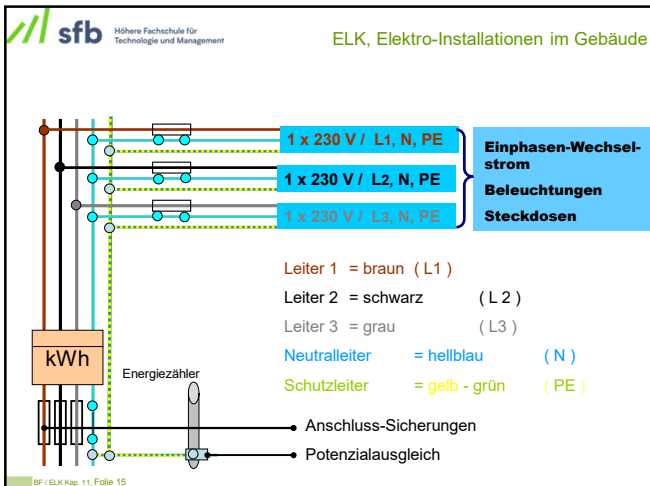 sfb
Höhere Fachschule für
Technologie und Management
ELK, Elektro-Installationen im Gebäude
1 x 230 V / L1, N, PE
1 x 230 V / L2, N, PE
1 x 230 V / L3, N, PE
Einphasen-Wechsel-
strom
Beleuchtungen
Steckdosen
Leiter 1 = braun ( L1 )
Leiter 2 = schwarz ( L 2 )
Leiter 3 = grau ( L3 )
Neutralleiter = hellblau ( N )
Schutzleiter = gelb - grün ( PE )
kWh
Energiezähler
Anschluss-Sicherungen
Potenzialausgleich
BF / ELK Kap. 11, Folie 15